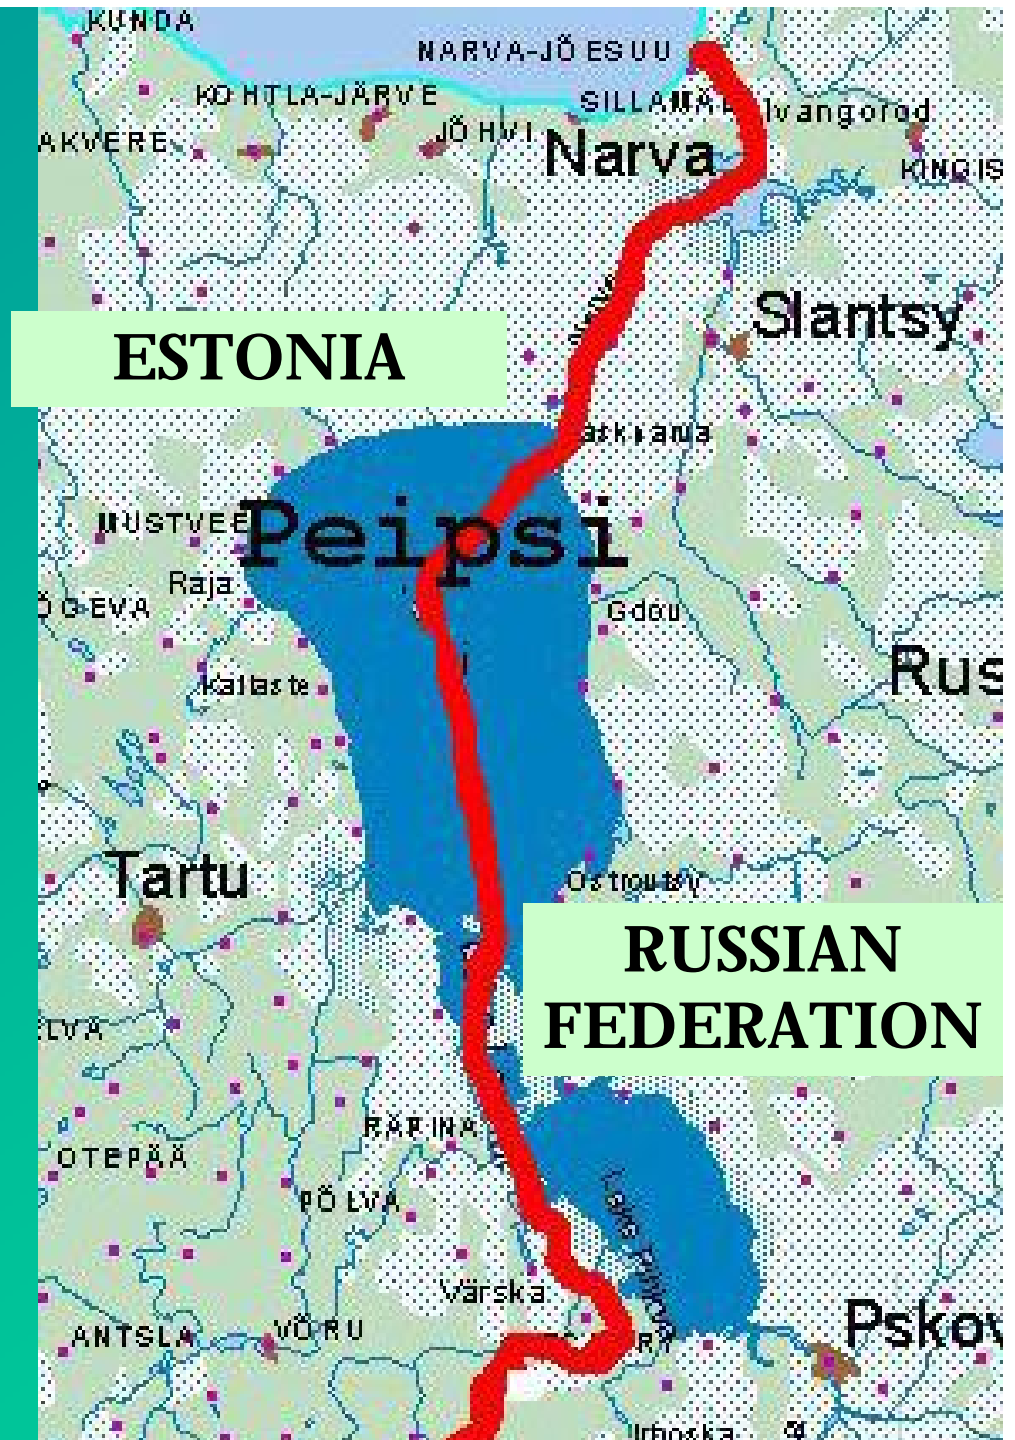 KUNDA
NARVA-JÕESUU
KOHTLA-JÄRVE
SILLAMÄE
Ivangorod
JÕHVI
AKVERE
Narva
KINGIS
Slantsy
ESTONIA
MUSTVEE
Peipsi
Raja
ÕGEVA
Gdou
Rus
Kallaste
Tartu
RUSSIAN
FEDERATION
ELVA
RÄPINA
OTEPÄÄ
PÕLVA
Värska
ANTSLA
VÕRU
Pskov